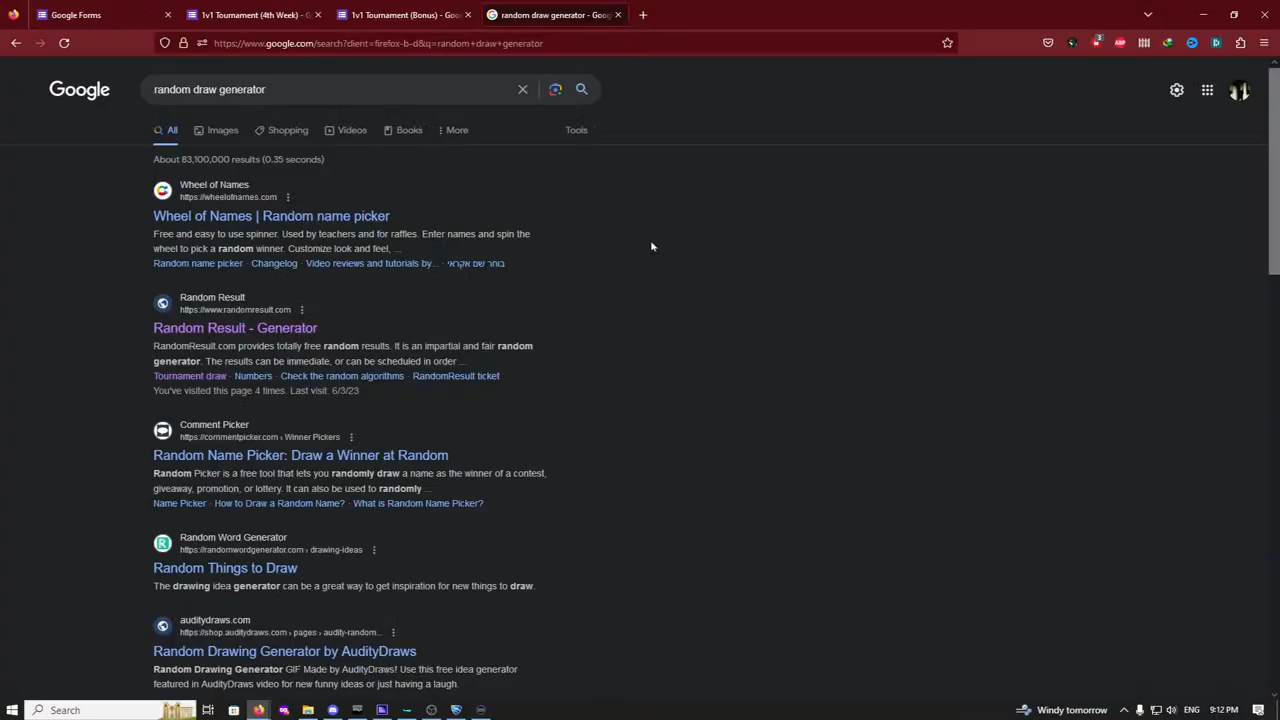 Google Forms
1v1 Tournament (4th Week) - G
1v1 Tournament (Bonus) - Goo
random draw generator - Goog
https://www.google.com/search?client=firefox-b-d&q=random+draw+generator
3
ABP
Google
random draw generator
All
Images
Shopping
Videos
Books
More
Tools
About 83,100,000 results (0.35 seconds)
Wheel of Names
https://wheelofnames.com
Wheel of Names | Random name picker
Free and easy to use spinner. Used by teachers and for raffles. Enter names and spin the
wheel to pick a random winner. Customize look and feel, ...
Random name picker · Changelog · Video reviews and tutorials by... · בוחר שם אקראי
Random Result
https://www.randomresult.com
Random Result - Generator
RandomResult.com provides totally free random results. It is an impartial and fair random
generator. The results can be immediate, or can be scheduled in order ...
Tournament draw · Numbers · Check the random algorithms · RandomResult ticket
You've visited this page 4 times. Last visit: 6/3/23
Comment Picker
https://commentpicker.com › Winner Pickers
Random Name Picker: Draw a Winner at Random
Random Picker is a free tool that lets you randomly draw a name as the winner of a contest,
giveaway, promotion, or lottery. It can also be used to randomly ...
Name Picker · How to Draw a Random Name? · What is Random Name Picker?
Random Word Generator
https://randomwordgenerator.com › drawing-ideas
Random Things to Draw
The drawing idea generator can be a great way to get inspiration for new things to draw.
auditydraws.com
https://shop.auditydraws.com › pages › audity-random...
Random Drawing Generator by AudityDraws
Random Drawing Generator GIF Made by AudityDraws! Use this free idea generator
featured in AudityDraws video for new funny ideas or just having a laugh.
Search
Windy tomorrow
ENG
9:12 PM